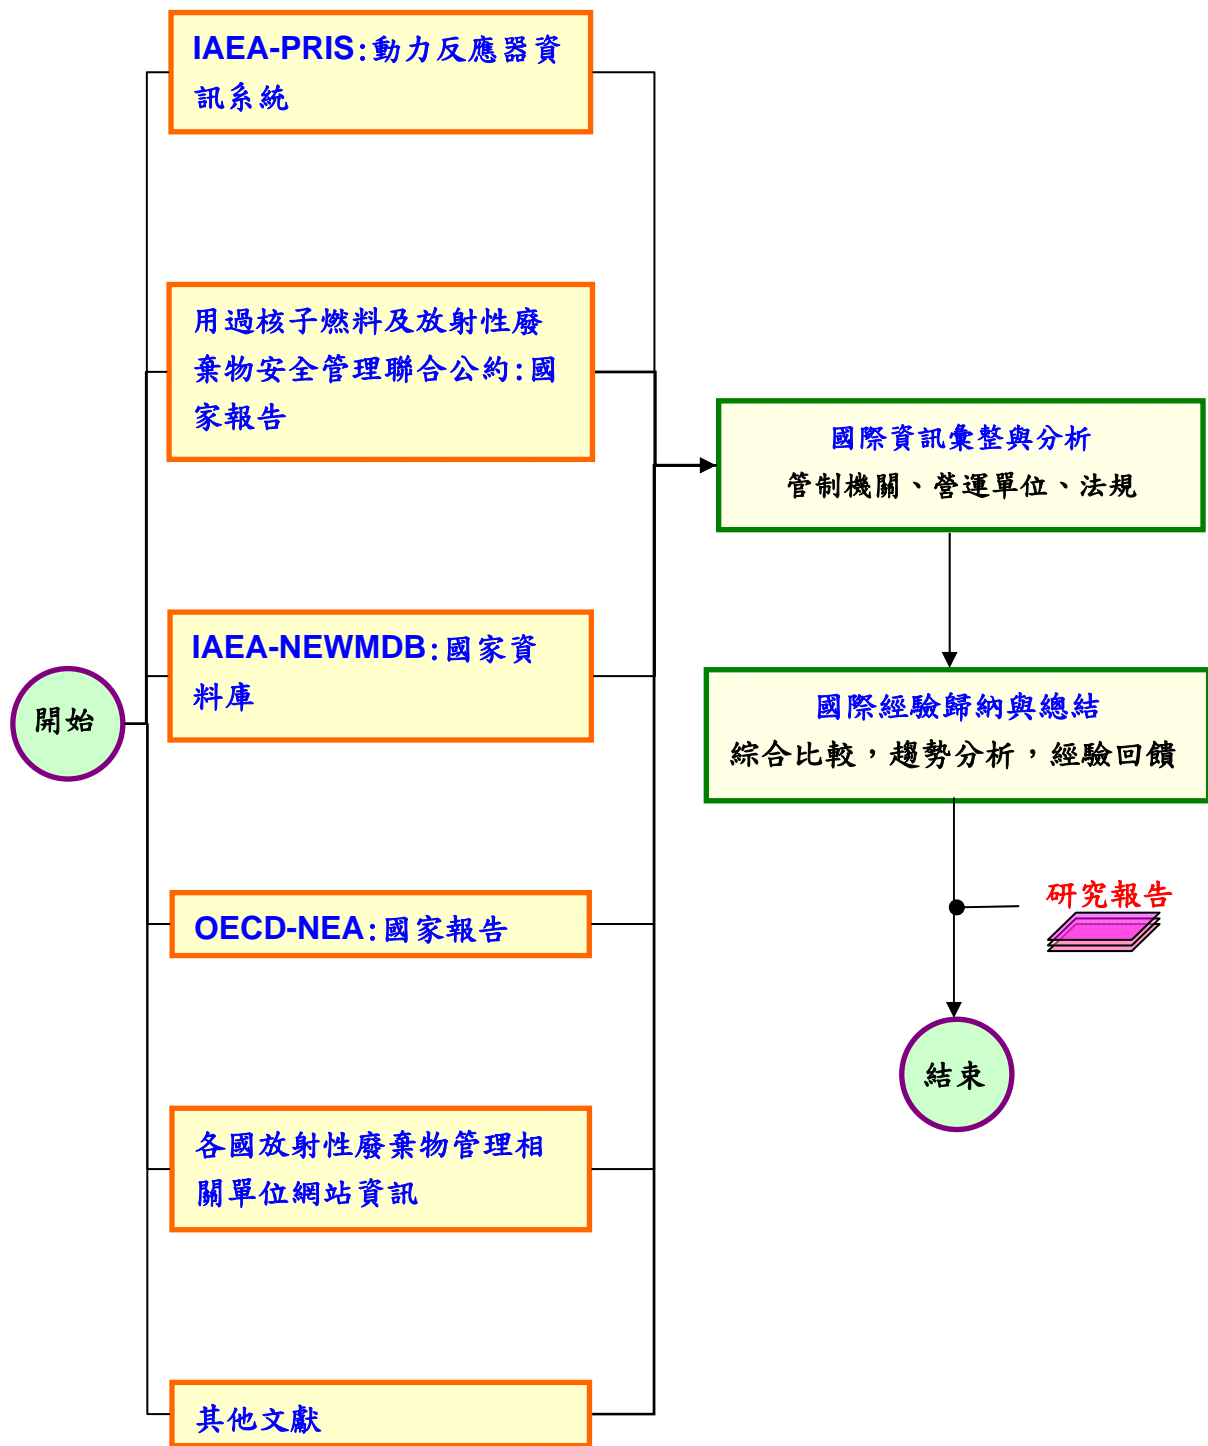 IAEA-PRIS:動力反應器資
訊系統
用過核子燃料及放射性廢
棄物安全管理聯合公約:國
家報告
IAEA-NEWMDB:國家資
料庫
OECD-NEA:國家報告
各國放射性廢棄物管理相
關單位網站資訊
其他文獻
開始
國際資訊彙整與分析
管制機關、營運單位、法規
國際經驗歸納與總結
綜合比較，趨勢分析，經驗回饋
研究報告
結束